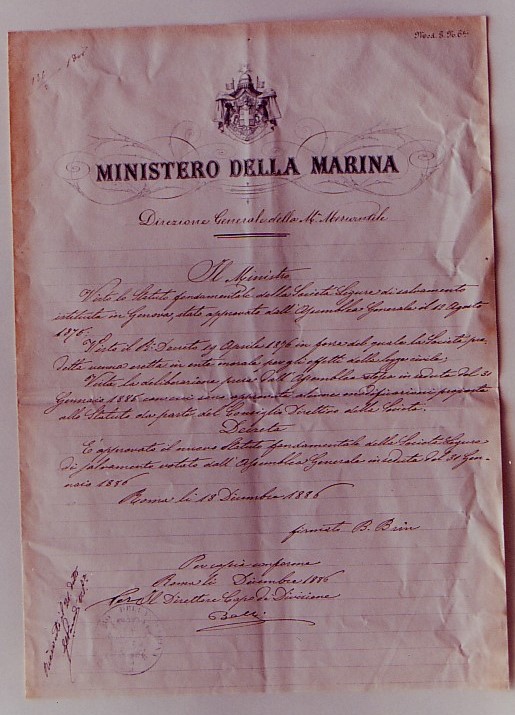 Mod. 8. N. 6
MINISTERO DELLA MARINA
Direzione Generale della Mª Mercantile
Il Ministro
Visto lo Statuto fondamentale della Società Ligure di salvamento
istituita in Genova, stato approvato dall'Assemblea Generale il 12 Agosto
1875;
Visto il R. Decreto 19 Aprile 1876 in forza del quale la Società pre-
detta venne eretta in ente morale per gli effetti della legge civile;
Vista la deliberazione presa dall'Assemblea stessa in seduta del 31
Gennaio 1886 con cui sono approvate alcune modificazioni proposte
allo Statuto da parte del Consiglio Direttivo della Società.
Decreta
È approvato il nuovo Statuto fondamentale della Società Ligure
di Salvamento votato dall'Assemblea Generale in seduta del 31 Gen-
naio 1886
Roma li 18 Dicembre 1886
firmato B. Brin
Per copia conforme
Roma li Dicembre 1886
Per Il Direttore Capo di Divisione